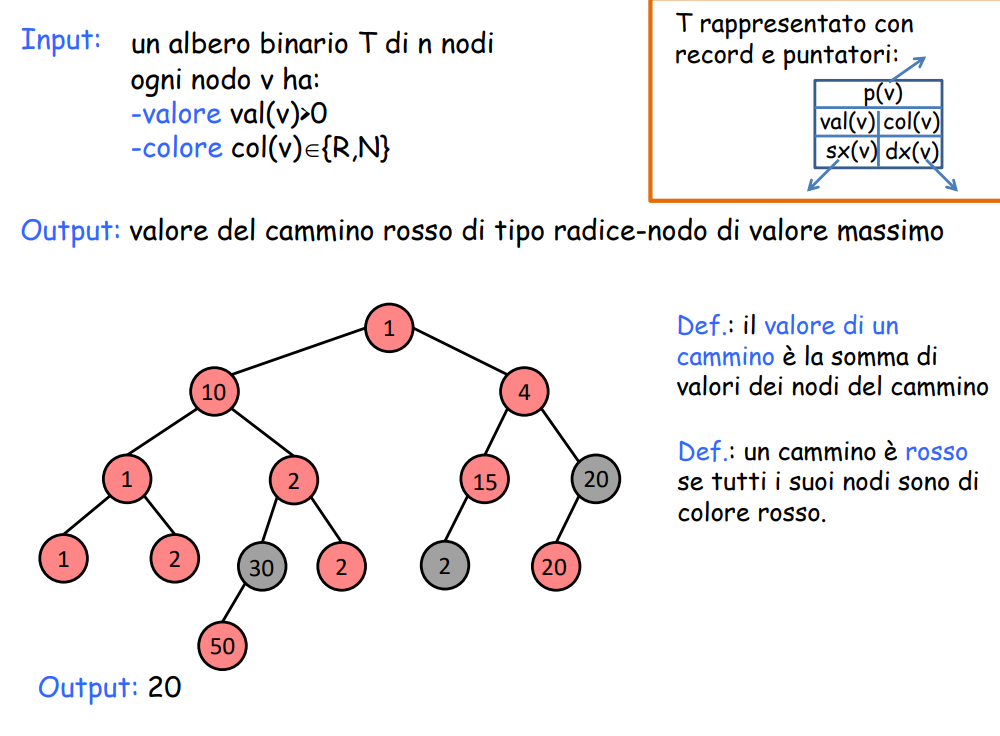 Input: un albero binario T di n nodi
ogni nodo v ha:
-valore val(v)>0
-colore col(v)∈{R,N}
T rappresentato con
record e puntatori:
p(v)
val(v) col(v)
sx(v) dx(v)
Output: valore del cammino rosso di tipo radice-nodo di valore massimo
1
10 4
1 2 15 20
1 2 30 2 2 20
50
Def.: il valore di un
cammino è la somma di
valori dei nodi del cammino
Def.: un cammino è rosso
se tutti i suoi nodi sono di
colore rosso.
Output: 20